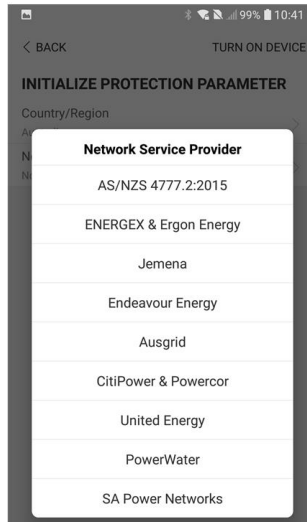 99% 10:41
< BACK TURN ON DEVICE
INITIALIZE PROTECTION PARAMETER
Country/Region
Network Service Provider
AS/NZS 4777.2:2015
ENERGEX & Ergon Energy
Jemena
Endeavour Energy
Ausgrid
CitiPower & Powercor
United Energy
PowerWater
SA Power Networks